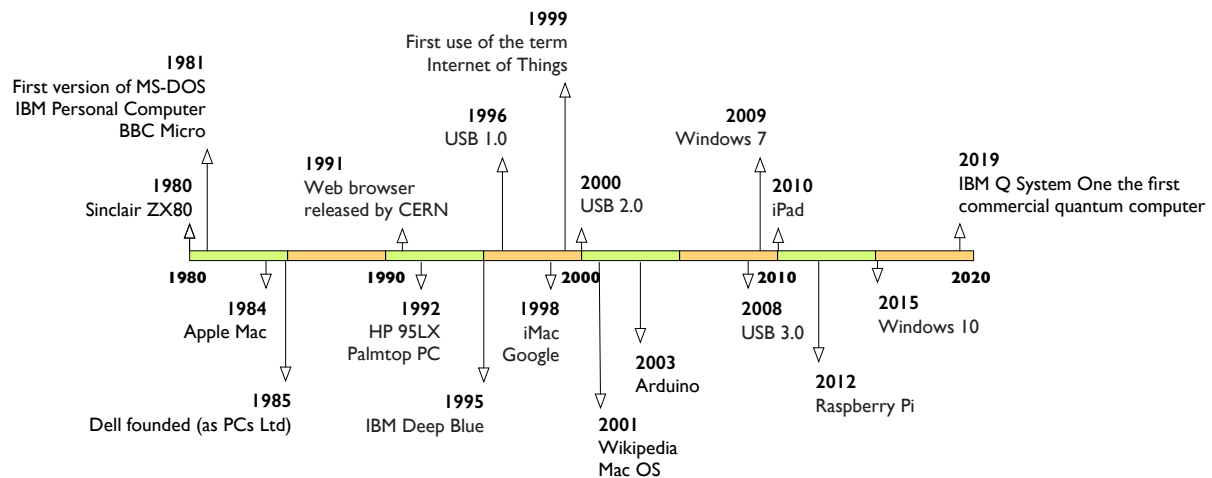 1999
First use of the term
Internet of Things
1981
First version of MS-DOS
IBM Personal Computer
BBC Micro
1996
USB 1.0
2009
Windows 7
1991
Web browser
released by CERN
2019
IBM Q System One the first
commercial quantum computer
1980
Sinclair ZX80
2000
USB 2.0
2010
iPad
1980
1990
2000
2010
2020
1984
Apple Mac
1992
HP 95LX
Palmtop PC
1998
iMac
Google
2008
USB 3.0
2015
Windows 10
2003
Arduino
2012
Raspberry Pi
1985
Dell founded (as PCs Ltd)
1995
IBM Deep Blue
2001
Wikipedia
Mac OS